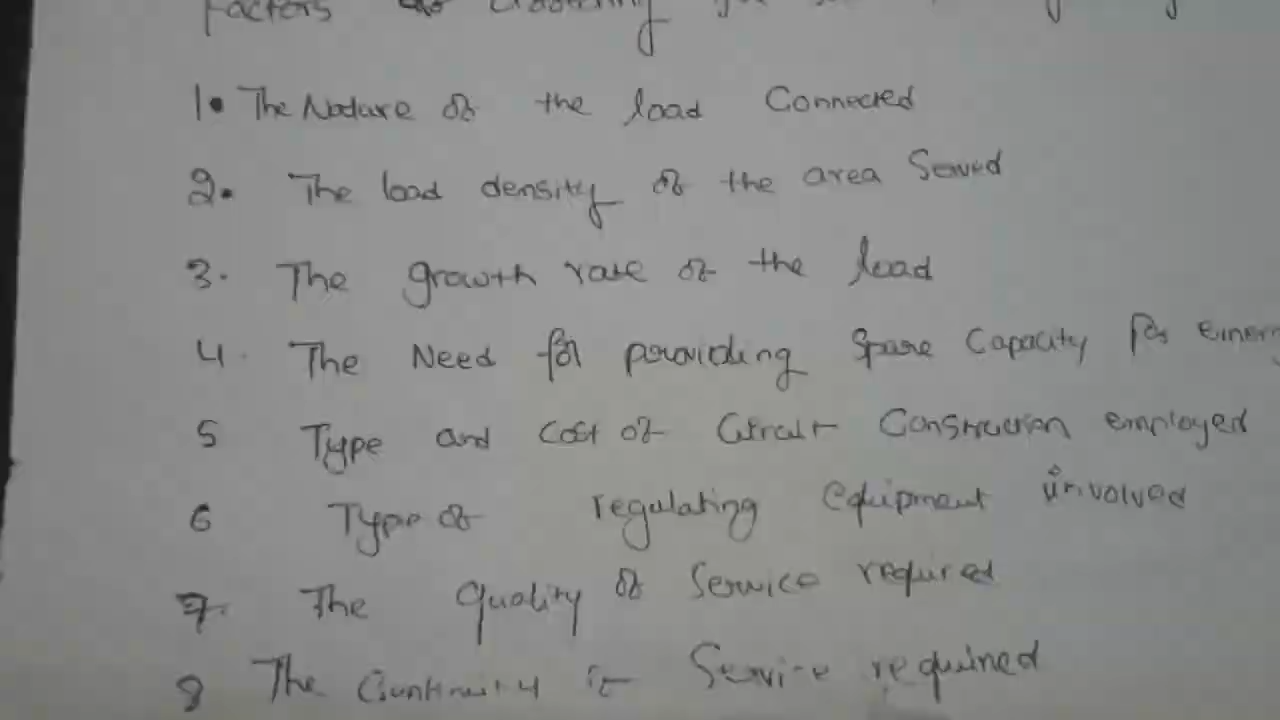 Factors
1. The Nature of the load Connected
2. The load density of the area Served
3. The growth rate of the load
4. The Need for providing Spare Capacity for
5 Type and Cost of Circuit Construction employed
6 Type of regulating equipment involved
7. The quality of Service required
8 The Continuity of Service required